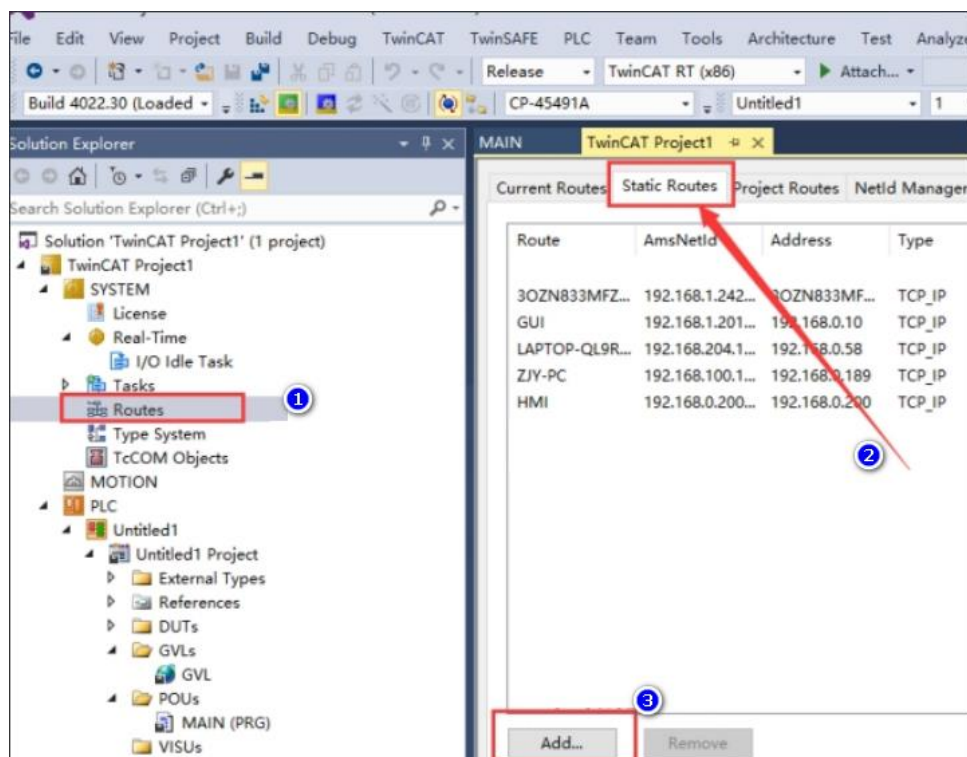 File Edit View Project Build Debug TwinCAT TwinSAFE PLC Team Tools Architecture Test Analyze
Release TwinCAT RT (x86) Attach...
Build 4022.30 (Loaded CP-45491A Untitled1 1
Solution Explorer
MAIN TwinCAT Project1
Current Routes Static Routes Project Routes NetId Manager
Search Solution Explorer (Ctrl+;)
Route AmsNetId Address Type
Solution 'TwinCAT Project1' (1 project)
TwinCAT Project1
SYSTEM
License
Real-Time
I/O Idle Task
Tasks
Routes
Type System
TcCOM Objects
MOTION
PLC
Untitled1
Untitled1 Project
External Types
References
DUTs
GVLs
GVL
POUs
MAIN (PRG)
VISUs
3OZN833MFZ... 192.168.1.242... 3OZN833MF... TCP_IP
GUI 192.168.1.201... 192.168.0.10 TCP_IP
LAPTOP-QL9R... 192.168.204.1... 192.168.0.58 TCP_IP
ZJY-PC 192.168.100.1... 192.168.0.189 TCP_IP
HMI 192.168.0.200... 192.168.0.200 TCP_IP
1
2
3
Add... Remove